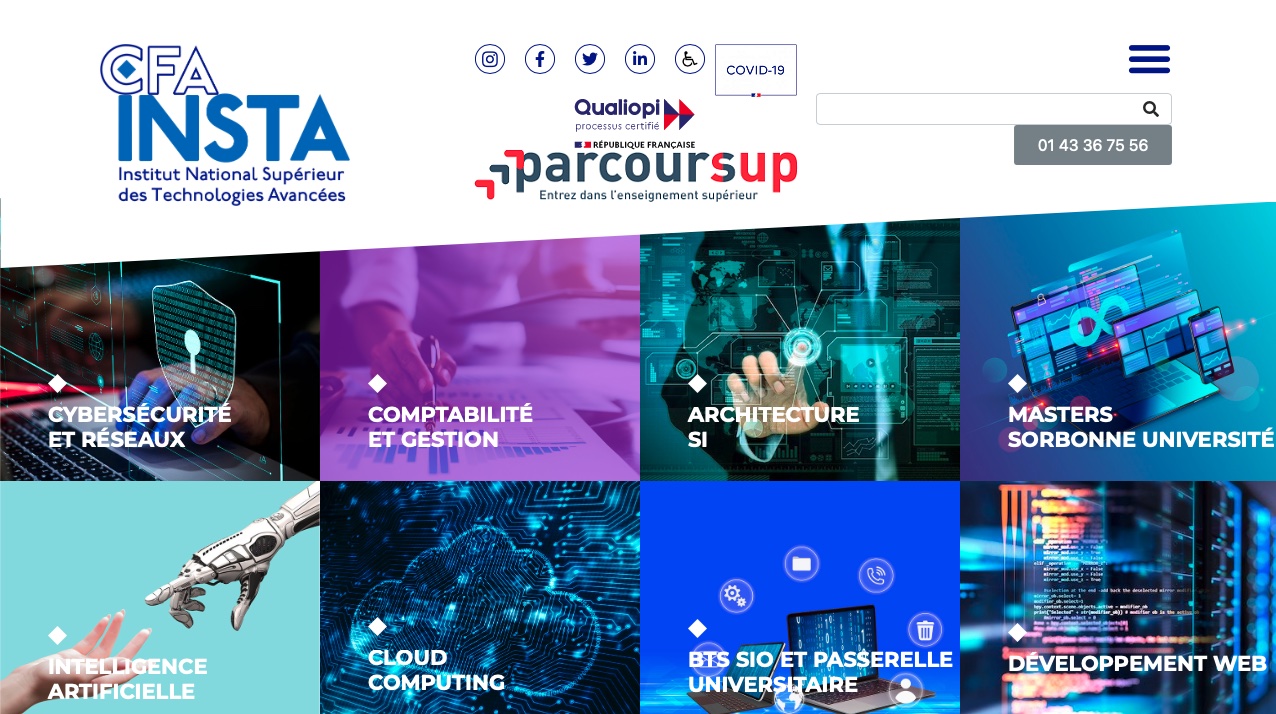 CFA
INSTA
Institut National Supérieur
des Technologies Avancées
COVID-19
Qualiopi
processus certifié
RÉPUBLIQUE FRANÇAISE
parcoursup
Entrez dans l'enseignement supérieur
01 43 36 75 56
CYBERSÉCURITÉ
ET RÉSEAUX
COMPTABILITÉ
ET GESTION
ARCHITECTURE
SI
MASTERS
SORBONNE UNIVERSITÉ
INTELLIGENCE
ARTIFICIELLE
CLOUD
COMPUTING
BTS SIO ET PASSERELLE
UNIVERSITAIRE
DÉVELOPPEMENT WEB